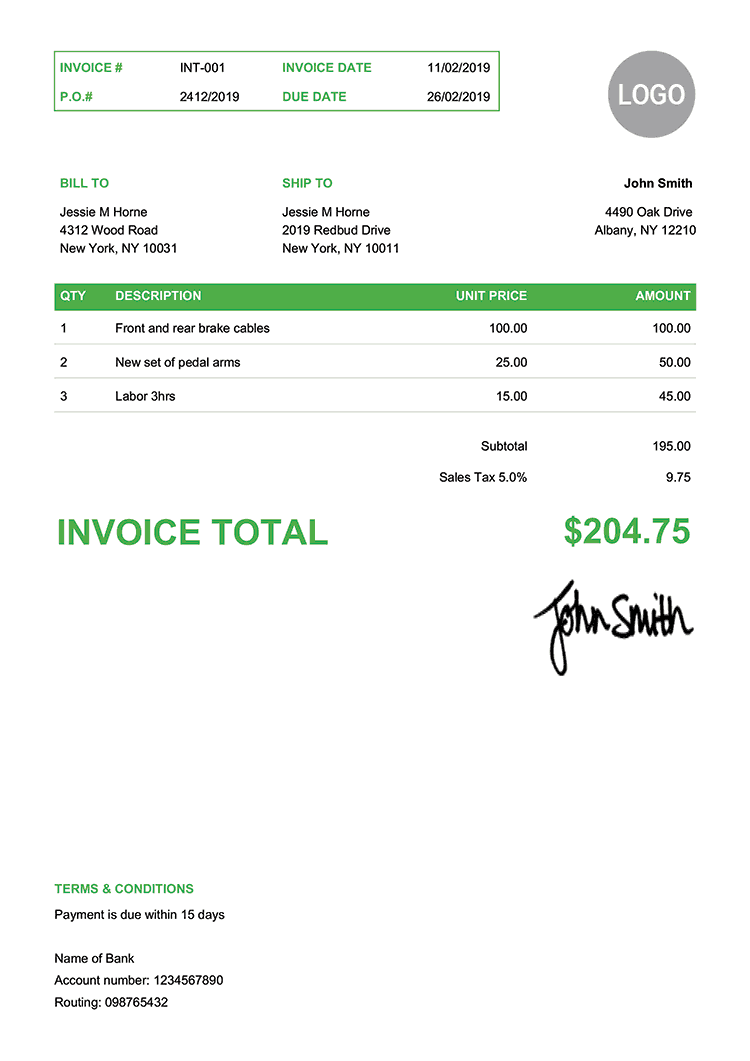 INVOICE # INT-001 INVOICE DATE 11/02/2019
P.O.# 2412/2019 DUE DATE 26/02/2019
LOGO
BILL TO SHIP TO John Smith
Jessie M Horne Jessie M Horne 4490 Oak Drive
4312 Wood Road 2019 Redbud Drive Albany, NY 12210
New York, NY 10031 New York, NY 10011
QTY DESCRIPTION UNIT PRICE AMOUNT
1 Front and rear brake cables 100.00 100.00
2 New set of pedal arms 25.00 50.00
3 Labor 3hrs 15.00 45.00
Subtotal 195.00
Sales Tax 5.0% 9.75
INVOICE TOTAL $204.75
John Smith
TERMS & CONDITIONS
Payment is due within 15 days
Name of Bank
Account number: 1234567890
Routing: 098765432